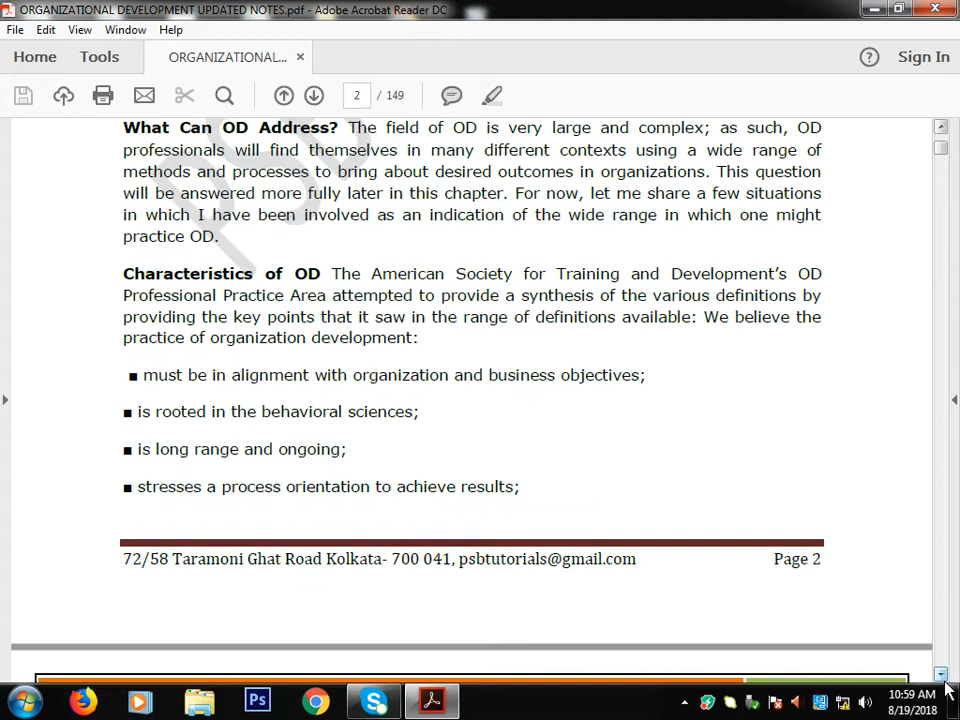 ORGANIZATIONAL DEVELOPMENT UPDATED NOTES.pdf - Adobe Acrobat Reader DC
File Edit View Window Help
Home Tools ORGANIZATIONAL... × Sign In
2 / 149
What Can OD Address? The field of OD is very large and complex; as such, OD
professionals will find themselves in many different contexts using a wide range of
methods and processes to bring about desired outcomes in organizations. This question
will be answered more fully later in this chapter. For now, let me share a few situations
in which I have been involved as an indication of the wide range in which one might
practice OD.
Characteristics of OD The American Society for Training and Development’s OD
Professional Practice Area attempted to provide a synthesis of the various definitions by
providing the key points that it saw in the range of definitions available: We believe the
practice of organization development:
■ must be in alignment with organization and business objectives;
■ is rooted in the behavioral sciences;
■ is long range and ongoing;
■ stresses a process orientation to achieve results;
72/58 Taramoni Ghat Road Kolkata- 700 041, psbtutorials@gmail.com Page 2
PSB
Ps
10:59 AM
8/19/2018